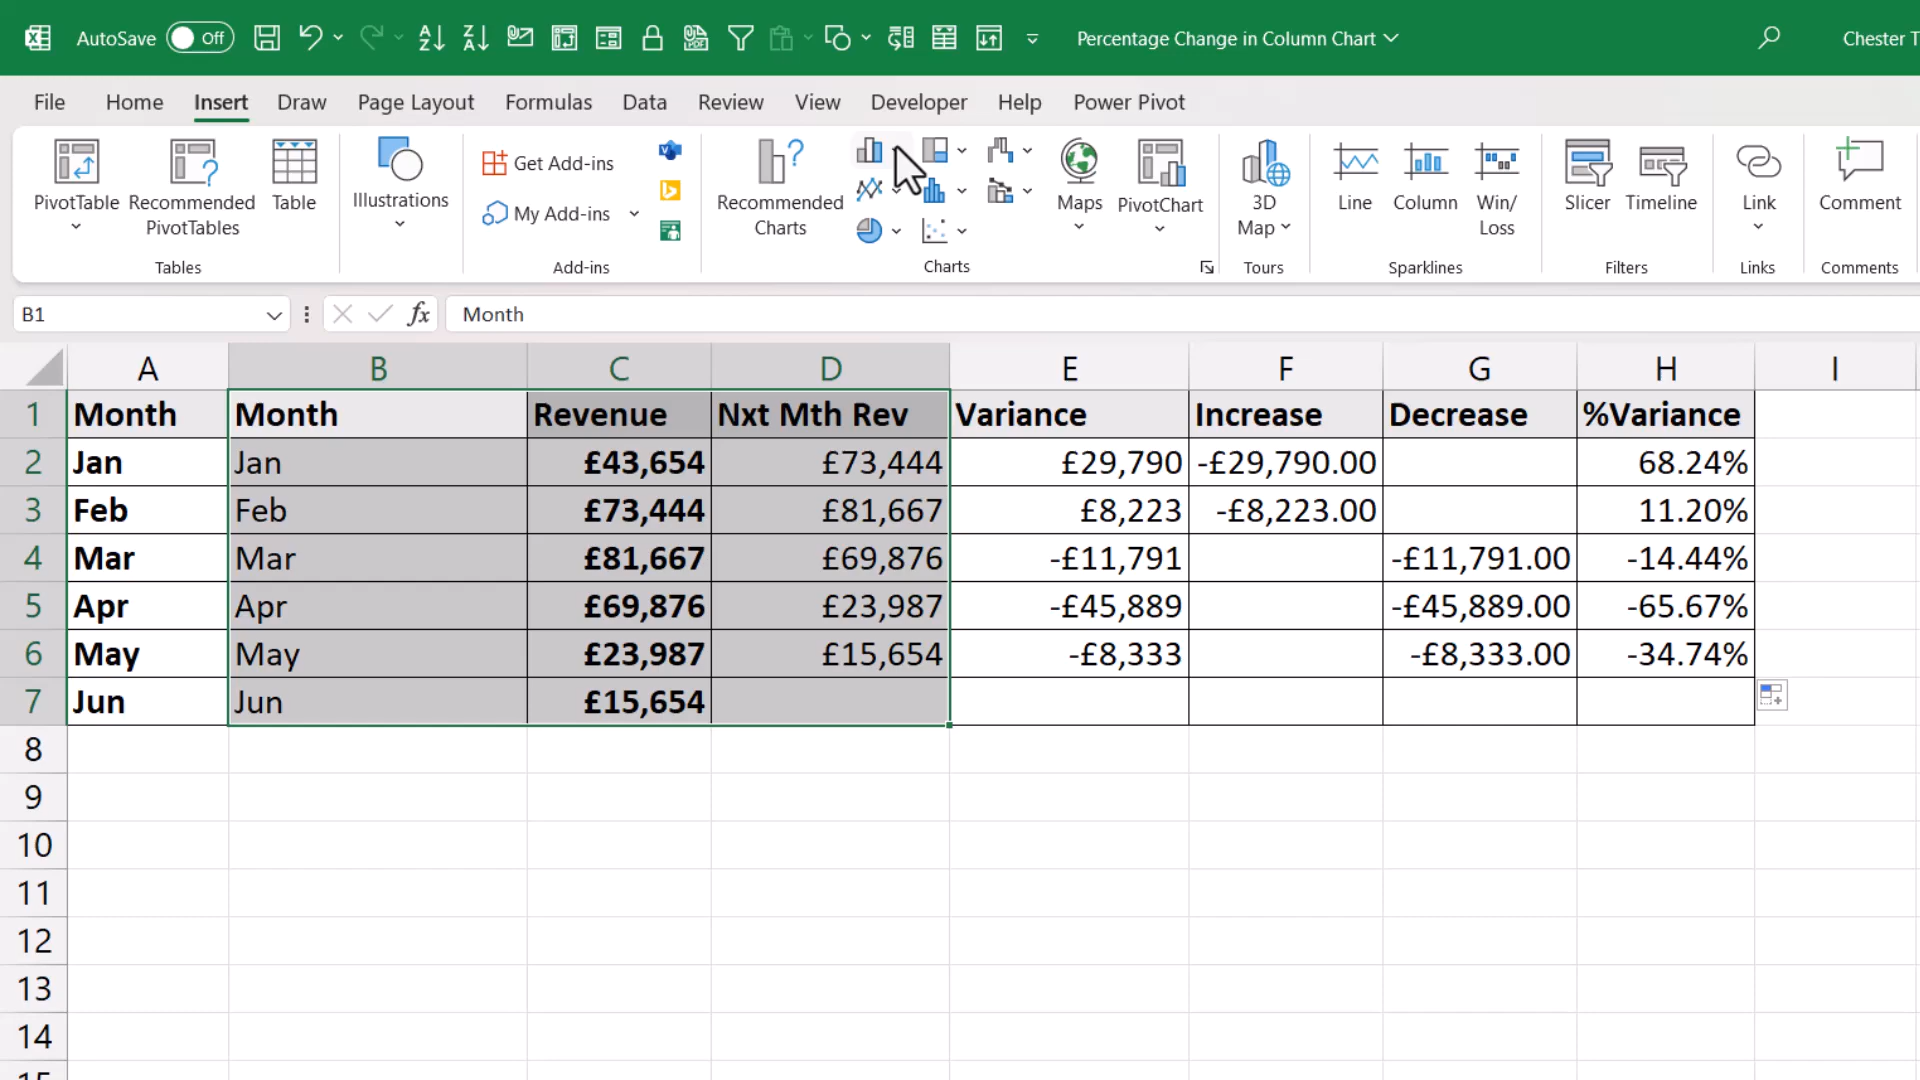 AutoSave Off Percentage Change in Column Chart Chester T
File Home Insert Draw Page Layout Formulas Data Review View Developer Help Power Pivot
PivotTable
Recommended
PivotTables
Table
Tables
Illustrations
Get Add-ins
My Add-ins
Add-ins
Recommended
Charts
Maps
PivotChart
Charts
3D
Map
Tours
Line
Column
Win/
Loss
Sparklines
Slicer
Timeline
Filters
Link
Links
Comment
Comments
B1 fx Month
A B C D E F G H I
1 Month Month Revenue Nxt Mth Rev Variance Increase Decrease %Variance
2 Jan Jan £43,654 £73,444 £29,790 -£29,790.00 68.24%
3 Feb Feb £73,444 £81,667 £8,223 -£8,223.00 11.20%
4 Mar Mar £81,667 £69,876 -£11,791 -£11,791.00 -14.44%
5 Apr Apr £69,876 £23,987 -£45,889 -£45,889.00 -65.67%
6 May May £23,987 £15,654 -£8,333 -£8,333.00 -34.74%
7 Jun Jun £15,654
8
9
10
11
12
13
14
15